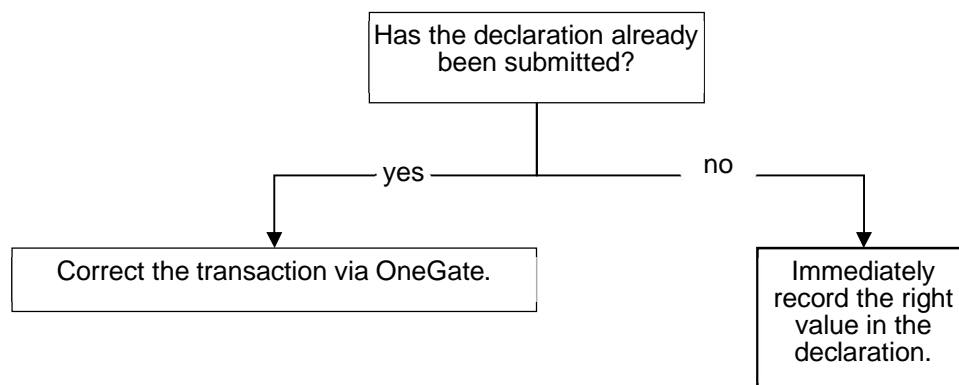 Has the declaration already
been submitted?
yes
no
Correct the transaction via OneGate.
Immediately
record the right
value in the
declaration.